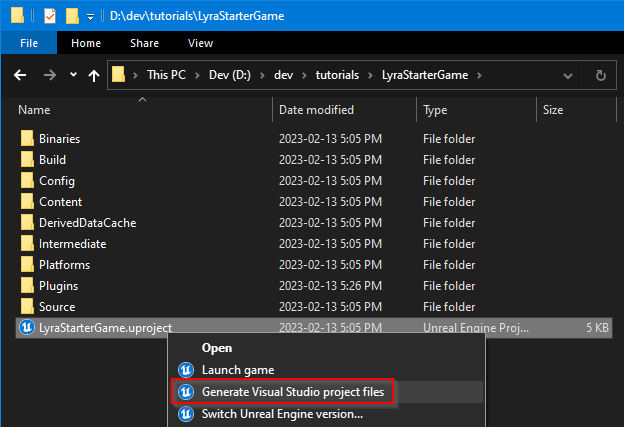 D:\dev\tutorials\LyraStarterGame
File Home Share View
This PC > Dev (D:) > dev > tutorials > LyraStarterGame >
Name Date modified Type Size
Binaries 2023-02-13 5:05 PM File folder
Build 2023-02-13 5:05 PM File folder
Config 2023-02-13 5:05 PM File folder
Content 2023-02-13 5:05 PM File folder
DerivedDataCache 2023-02-13 5:05 PM File folder
Intermediate 2023-02-13 5:05 PM File folder
Platforms 2023-02-13 5:05 PM File folder
Plugins 2023-02-13 5:26 PM File folder
Source 2023-02-13 5:05 PM File folder
LyraStarterGame.uproject 2023-02-13 5:05 PM Unreal Engine Proj... 5 KB
Open
Launch game
Generate Visual Studio project files
Switch Unreal Engine version...